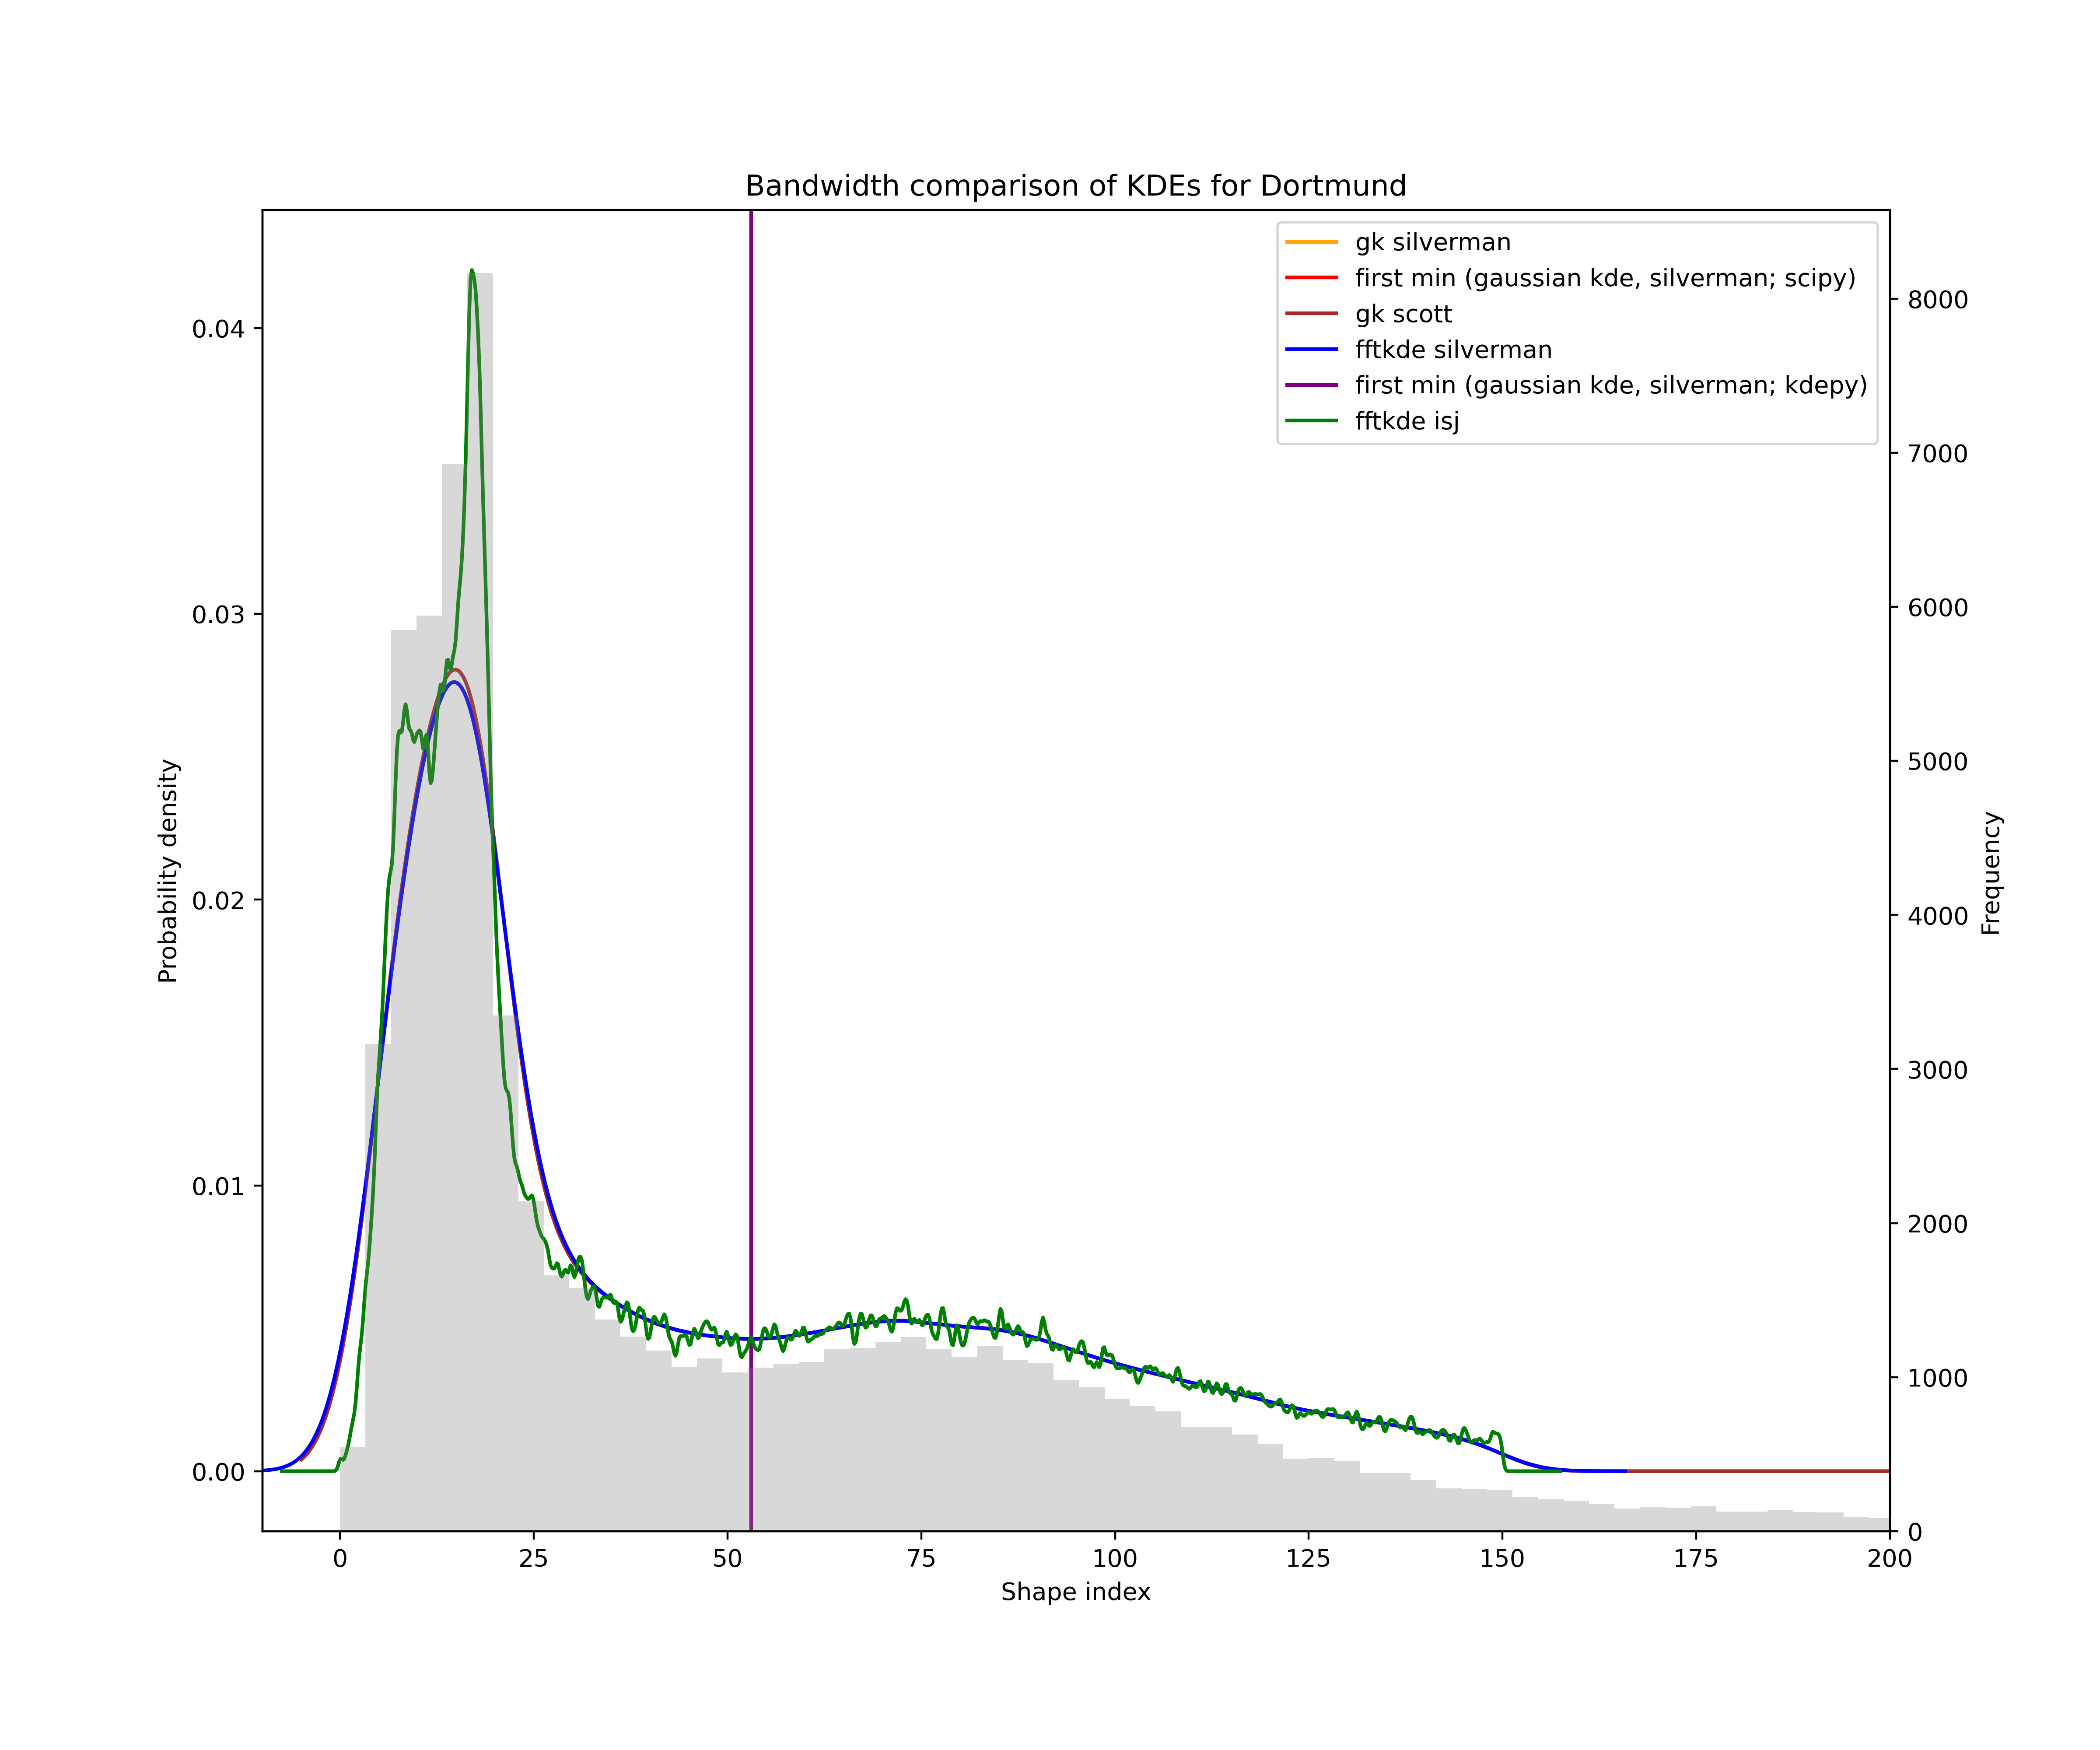 Bandwidth comparison of KDEs for Dortmund
gk silverman
first min (gaussian kde, silverman; scipy)
gk scott
fftkde silverman
first min (gaussian kde, silverman; kdepy)
fftkde isj
0.04
0.03
0.02
0.01
0.00
Probability density
8000
7000
6000
5000
4000
3000
2000
1000
0
Frequency
0 25 50 75 100 125 150 175 200
Shape index